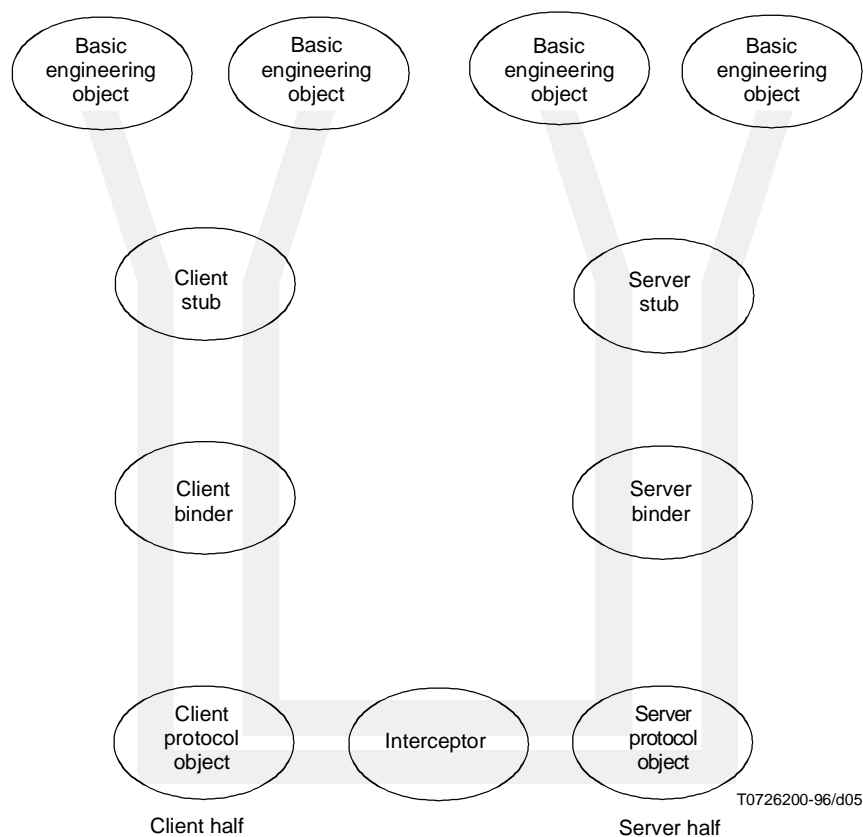 Basic
engineering
object
Basic
engineering
object
Basic
engineering
object
Basic
engineering
object
Client
stub
Server
stub
Client
binder
Server
binder
Client
protocol
object
Interceptor
Server
protocol
object
T0726200-96/d05
Client half
Server half